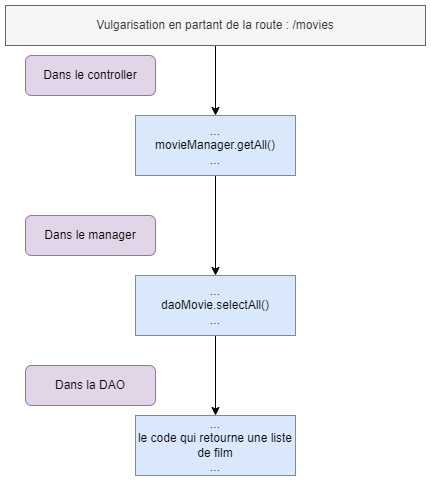 Vulgarisation en partant de la route : /movies
Dans le controller
...
movieManager.getAll()
...
Dans le manager
...
daoMovie.selectAll()
...
Dans la DAO
...
le code qui retourne une liste
de film
...